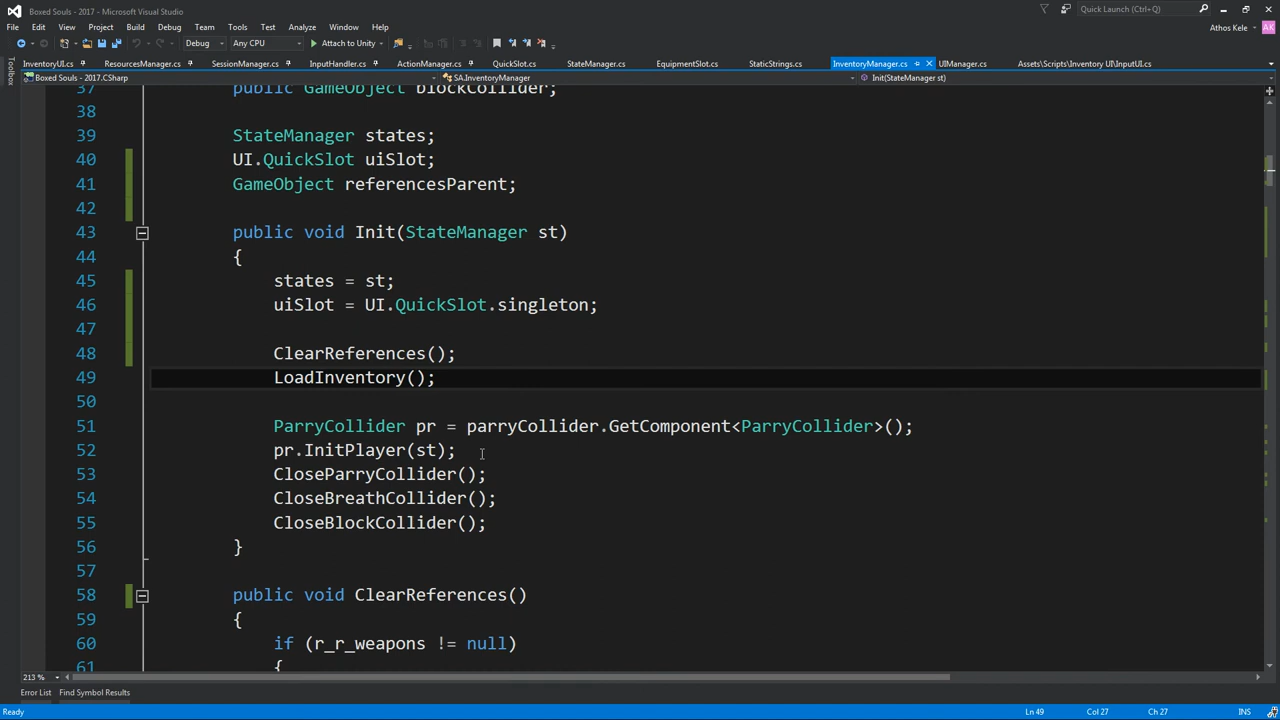 Boxed Souls - 2017 - Microsoft Visual Studio
Quick Launch (Ctrl+Q)
File Edit View Project Build Debug Team Tools Test Analyze Window Help
Athos Kele AK
Debug Any CPU Attach to Unity
InventoryUI.cs ResourcesManager.cs SessionManager.cs InputHandler.cs ActionManager.cs QuickSlot.cs StateManager.cs EquipmentSlot.cs StaticStrings.cs InventoryManager.cs UIManager.cs Assets\Scripts\Inventory UI\InputUI.cs
Toolbox
Boxed Souls - 2017.CSharp SA.InventoryManager Init(StateManager st)
37 public GameObject blockCollider;
38
39 StateManager states;
40 UI.QuickSlot uiSlot;
41 GameObject referencesParent;
42
43 public void Init(StateManager st)
44 {
45 states = st;
46 uiSlot = UI.QuickSlot.singleton;
47
48 ClearReferences();
49 LoadInventory();
50
51 ParryCollider pr = parryCollider.GetComponent<ParryCollider>();
52 pr.InitPlayer(st);
53 CloseParryCollider();
54 CloseBreathCollider();
55 CloseBlockCollider();
56 }
57
58 public void ClearReferences()
59 {
60 if (r_r_weapons != null)
61 {
213 %
Error List Find Symbol Results
Ready Ln 49 Col 27 Ch 27 INS